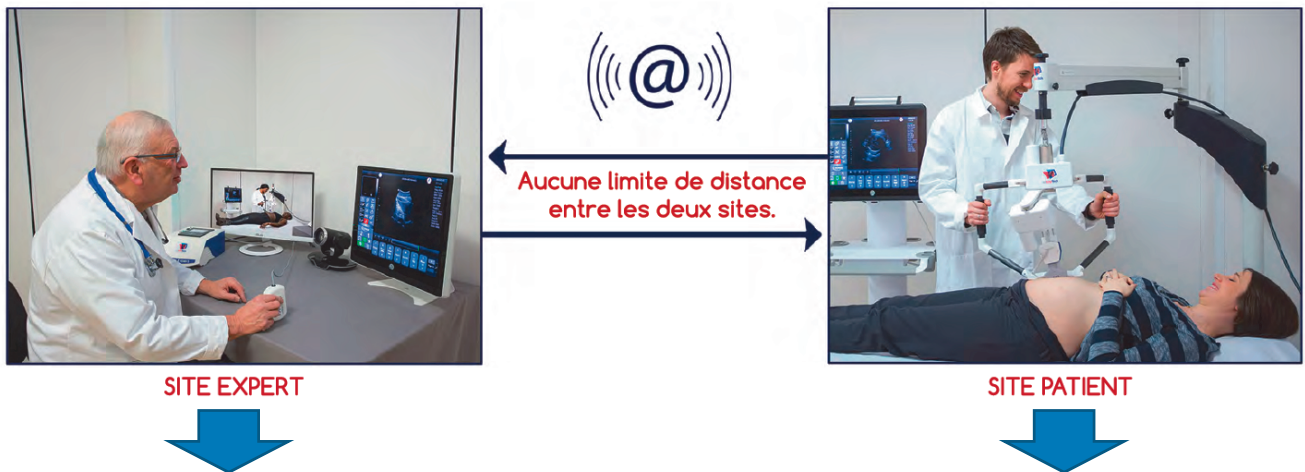 @
Aucune limite de distance
entre les deux sites.
SITE EXPERT
SITE PATIENT